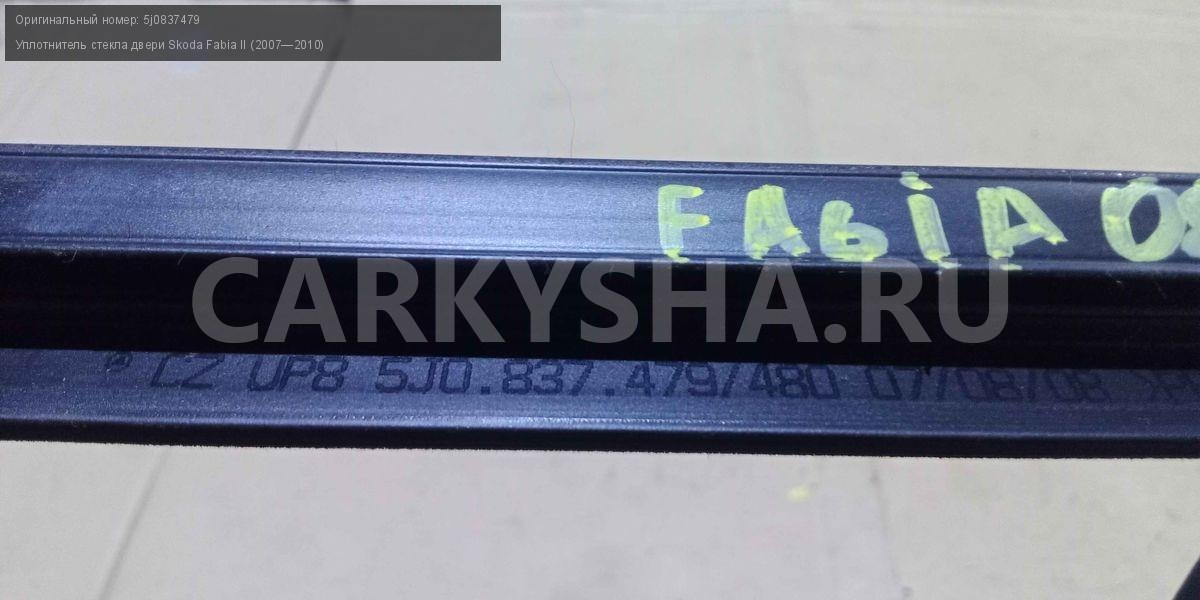 Оригинальный номер: 5j0837479
Уплотнитель стекла двери Skoda Fabia II (2007—2010)
FAbiA 08
CARKYSHA.RU
CZ UP8 5J0.837.479/480 07/08/08